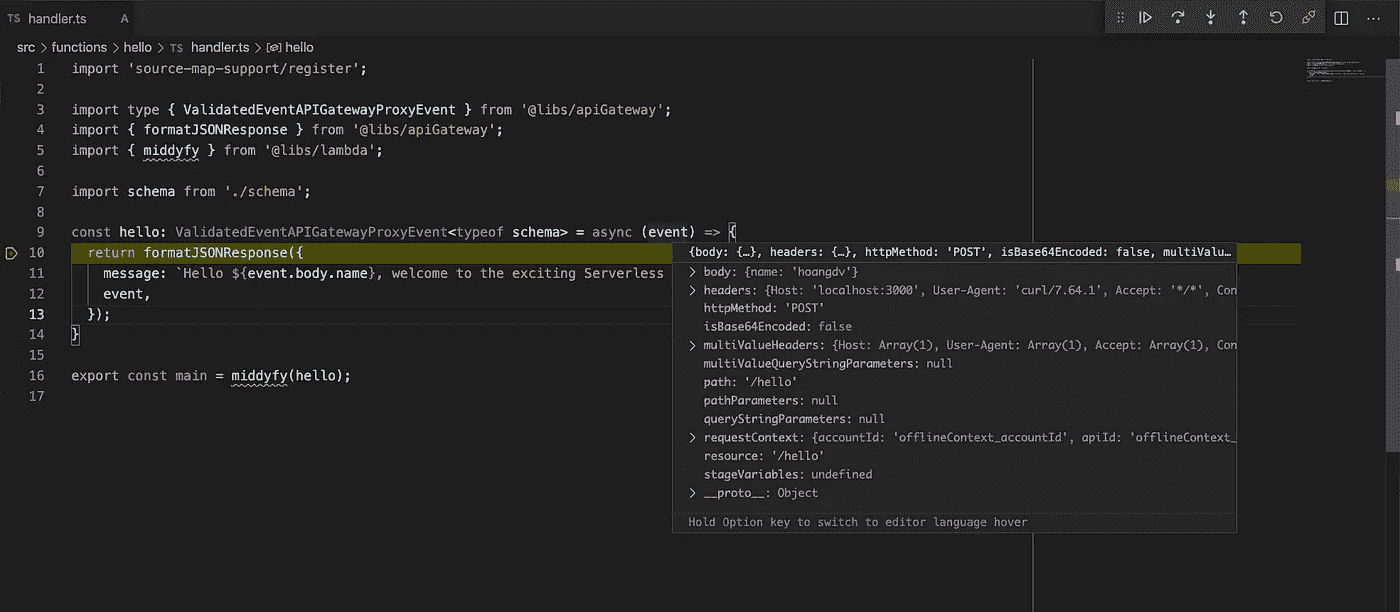 TS handler.ts A
src > functions > hello > TS handler.ts > hello
1 import 'source-map-support/register';
2
3 import type { ValidatedEventAPIGatewayProxyEvent } from '@libs/apiGateway';
4 import { formatJSONResponse } from '@libs/apiGateway';
5 import { middyfy } from '@libs/lambda';
6
7 import schema from './schema';
8
9 const hello: ValidatedEventAPIGatewayProxyEvent<typeof schema> = async (event) => {
10 return formatJSONResponse({
11 message: `Hello ${event.body.name}, welcome to the exciting Serverless
12 event,
13 });
14 }
15
16 export const main = middyfy(hello);
17
{body: {…}, headers: {…}, httpMethod: 'POST', isBase64Encoded: false, multiValu…
> body: {name: 'hoangdv'}
> headers: {Host: 'localhost:3000', User-Agent: 'curl/7.64.1', Accept: '*/*', Con
httpMethod: 'POST'
isBase64Encoded: false
> multiValueHeaders: {Host: Array(1), User-Agent: Array(1), Accept: Array(1), Con
multiValueQueryStringParameters: null
path: '/hello'
pathParameters: null
queryStringParameters: null
> requestContext: {accountId: 'offlineContext_accountId', apiId: 'offlineContext_
resource: '/hello'
stageVariables: undefined
> __proto__: Object
Hold Option key to switch to editor language hover